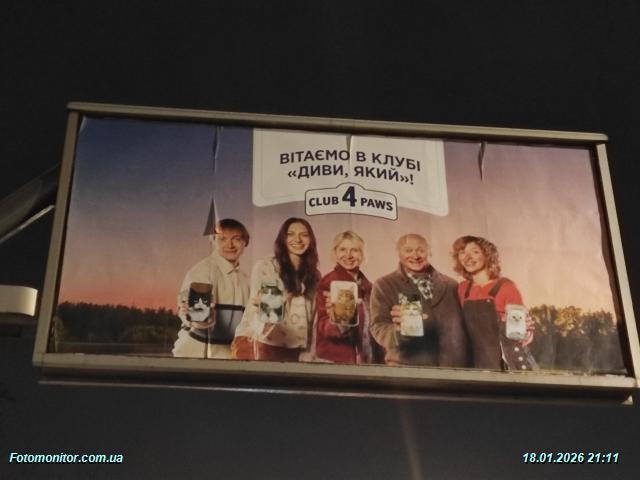 ВІТАЄМО В КЛУБІ
«ДИВИ, ЯКИЙ»!
CLUB 4 PAWS
Fotomonitor.com.ua
18.01.2026 21:11